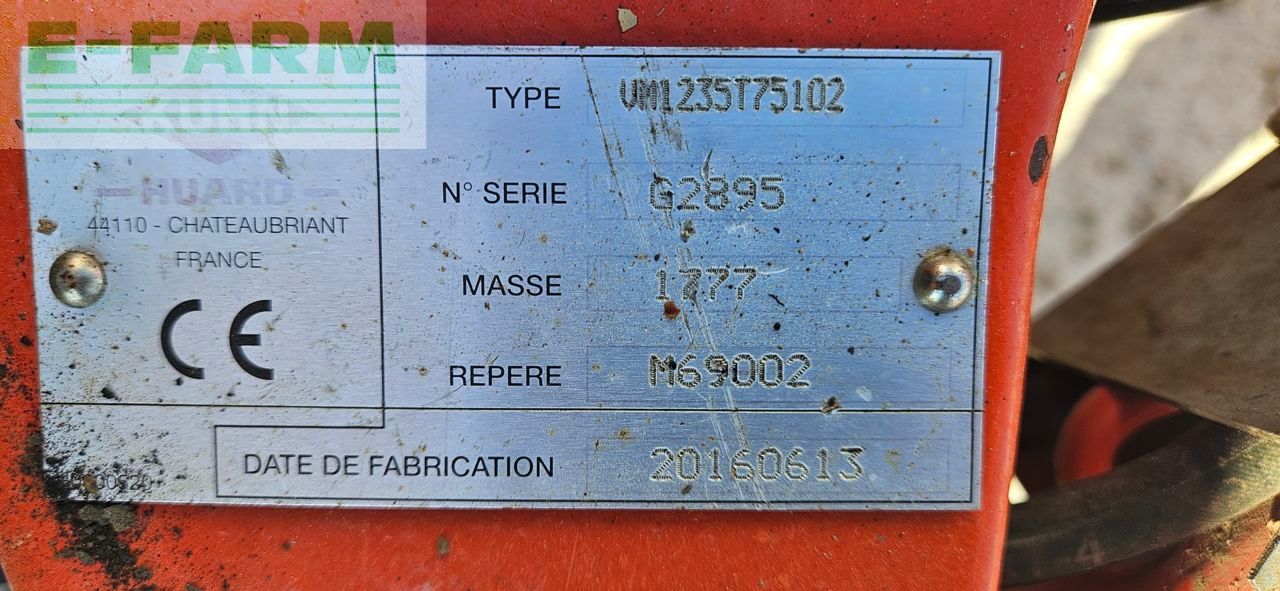 E-FARM
KUHN
HUARD
44110 - CHATEAUBRIANT
FRANCE
CE
TYPE VM1235T75102
N° SERIE G2895
MASSE 1777
REPERE M69002
DATE DE FABRICATION 20160613